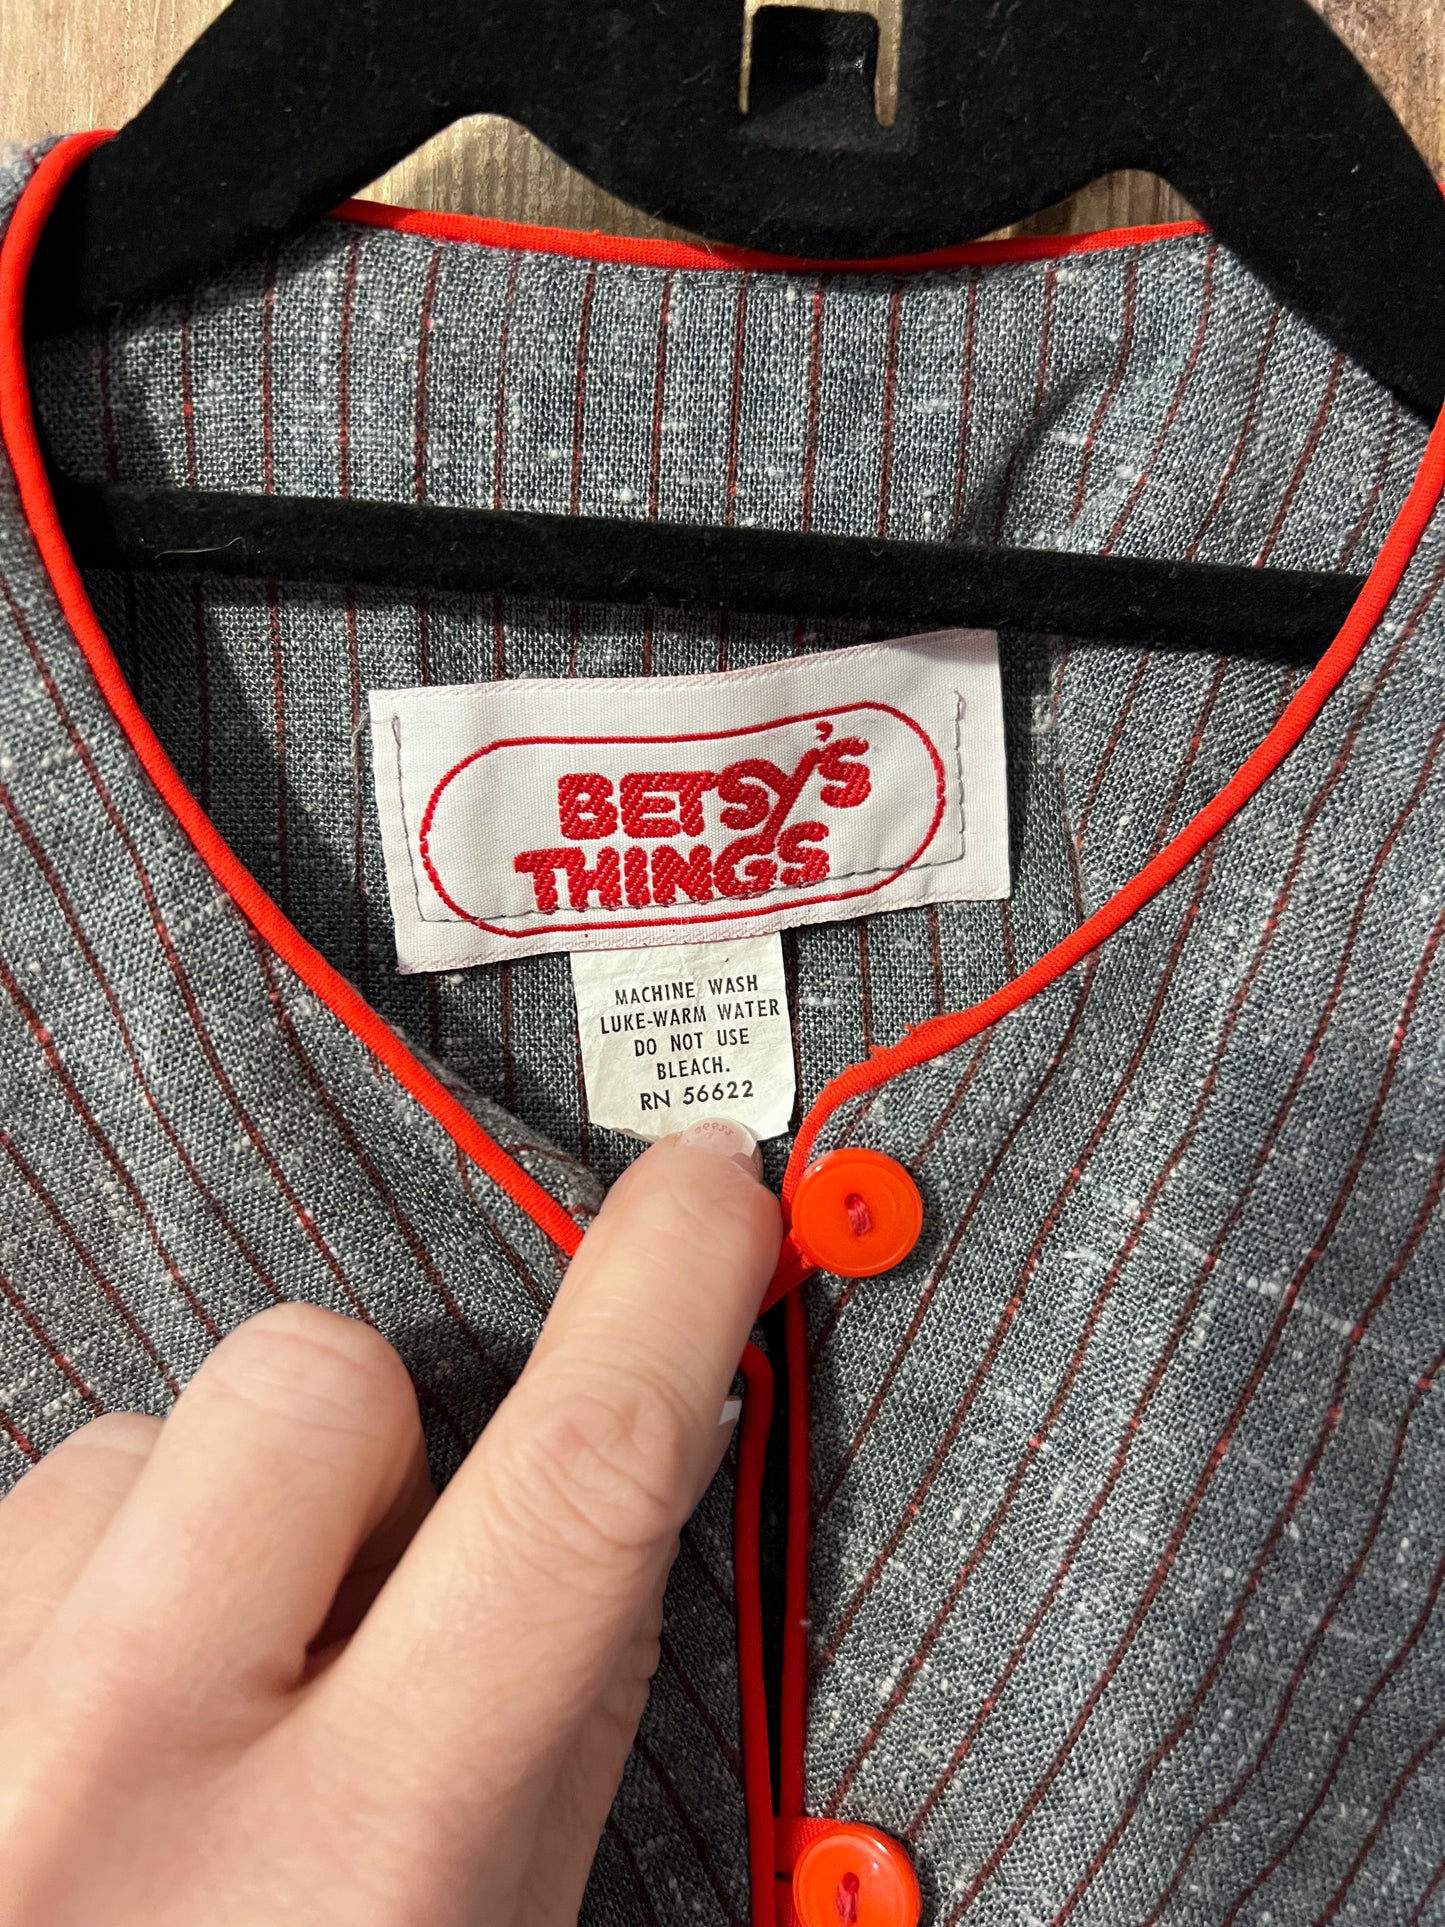 BETSY'S
THINGS
MACHINE WASH
LUKE-WARM WATER
DO NOT USE
BLEACH.
RN 56622